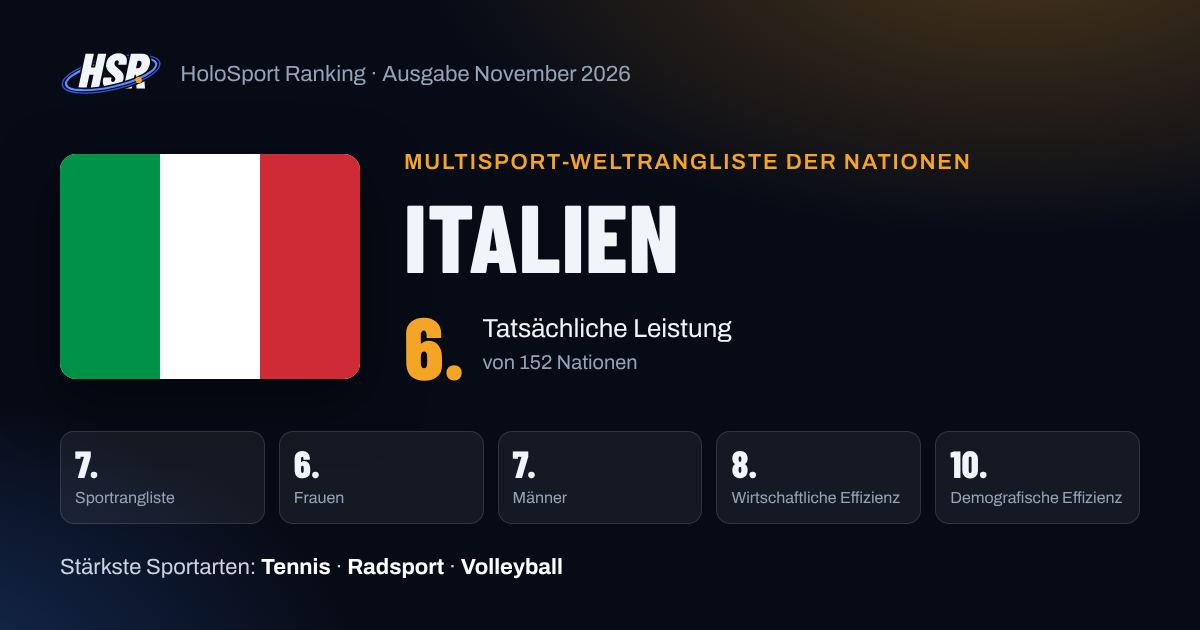 HSR HoloSport Ranking · Ausgabe November 2026
MULTISPORT-WELTRANGLISTE DER NATIONEN
ITALIEN
6. Tatsächliche Leistung
von 152 Nationen
7.
Sportrangliste
6.
Frauen
7.
Männer
8.
Wirtschaftliche Effizienz
10.
Demografische Effizienz
Stärkste Sportarten: Tennis · Radsport · Volleyball